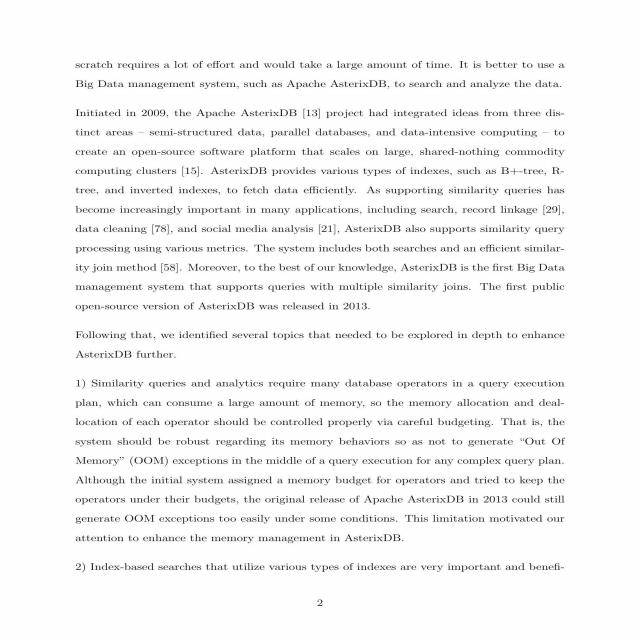 scratch requires a lot of effort and would take a large amount of time. It is better to use a
Big Data management system, such as Apache AsterixDB, to search and analyze the data.
Initiated in 2009, the Apache AsterixDB [13] project had integrated ideas from three dis-
tinct areas – semi-structured data, parallel databases, and data-intensive computing – to
create an open-source software platform that scales on large, shared-nothing commodity
computing clusters [15]. AsterixDB provides various types of indexes, such as B+-tree, R-
tree, and inverted indexes, to fetch data efficiently. As supporting similarity queries has
become increasingly important in many applications, including search, record linkage [29],
data cleaning [78], and social media analysis [21], AsterixDB also supports similarity query
processing using various metrics. The system includes both searches and an efficient similar-
ity join method [58]. Moreover, to the best of our knowledge, AsterixDB is the first Big Data
management system that supports queries with multiple similarity joins. The first public
open-source version of AsterixDB was released in 2013.
Following that, we identified several topics that needed to be explored in depth to enhance
AsterixDB further.
1) Similarity queries and analytics require many database operators in a query execution
plan, which can consume a large amount of memory, so the memory allocation and deal-
location of each operator should be controlled properly via careful budgeting. That is, the
system should be robust regarding its memory behaviors so as not to generate “Out Of
Memory” (OOM) exceptions in the middle of a query execution for any complex query plan.
Although the initial system assigned a memory budget for operators and tried to keep the
operators under their budgets, the original release of Apache AsterixDB in 2013 could still
generate OOM exceptions too easily under some conditions. This limitation motivated our
attention to enhance the memory management in AsterixDB.
2) Index-based searches that utilize various types of indexes are very important and benefi-
2